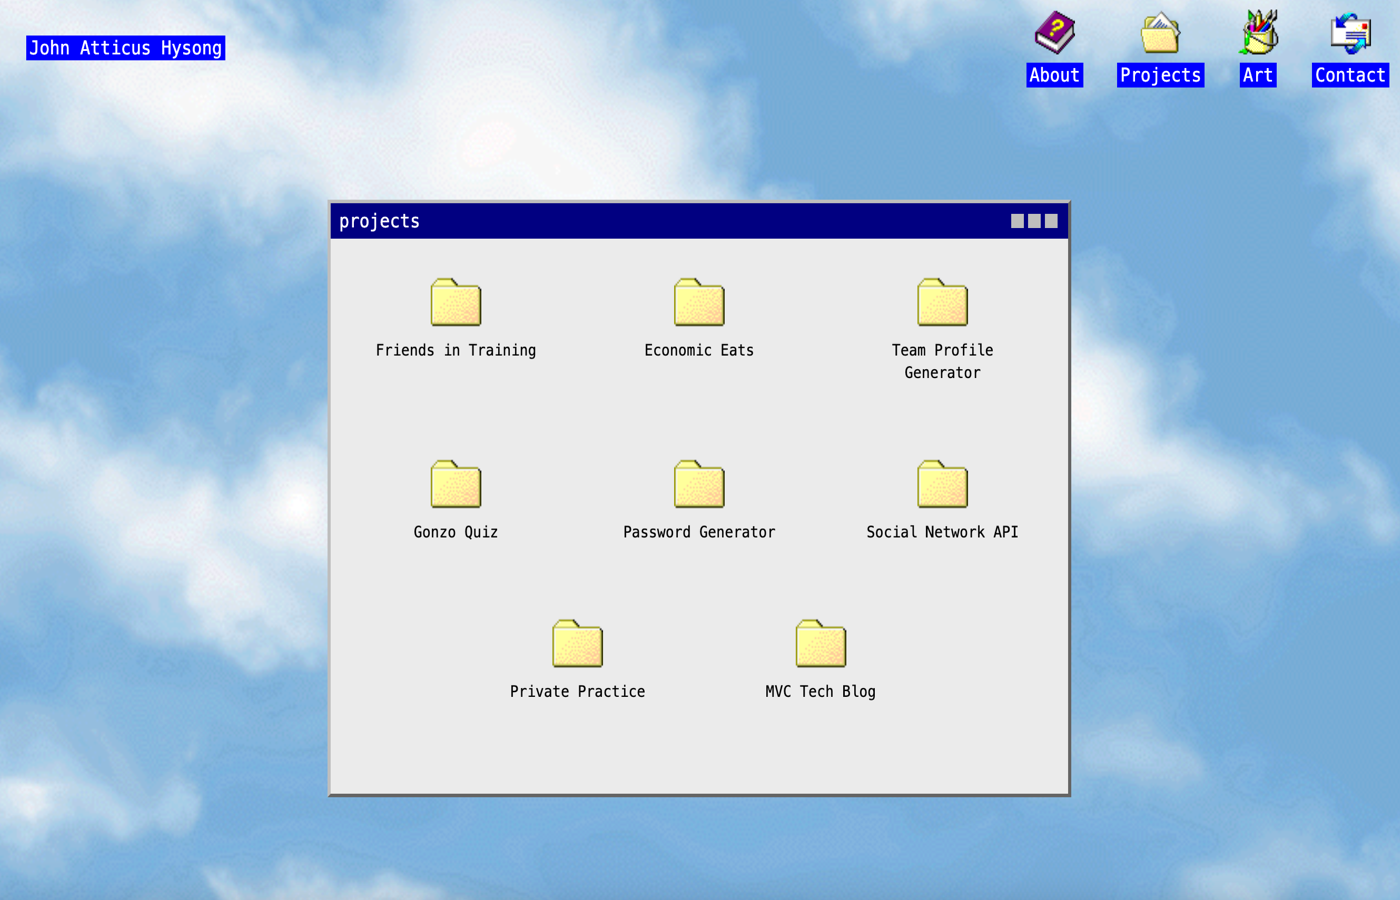 John Atticus Hysong
About
Projects
Art
Contact
projects
Friends in Training
Economic Eats
Team Profile
Generator
Gonzo Quiz
Password Generator
Social Network API
Private Practice
MVC Tech Blog